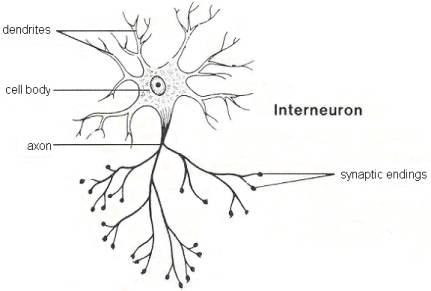 dendrites
cell body
Interneuron
axon
synaptic endings